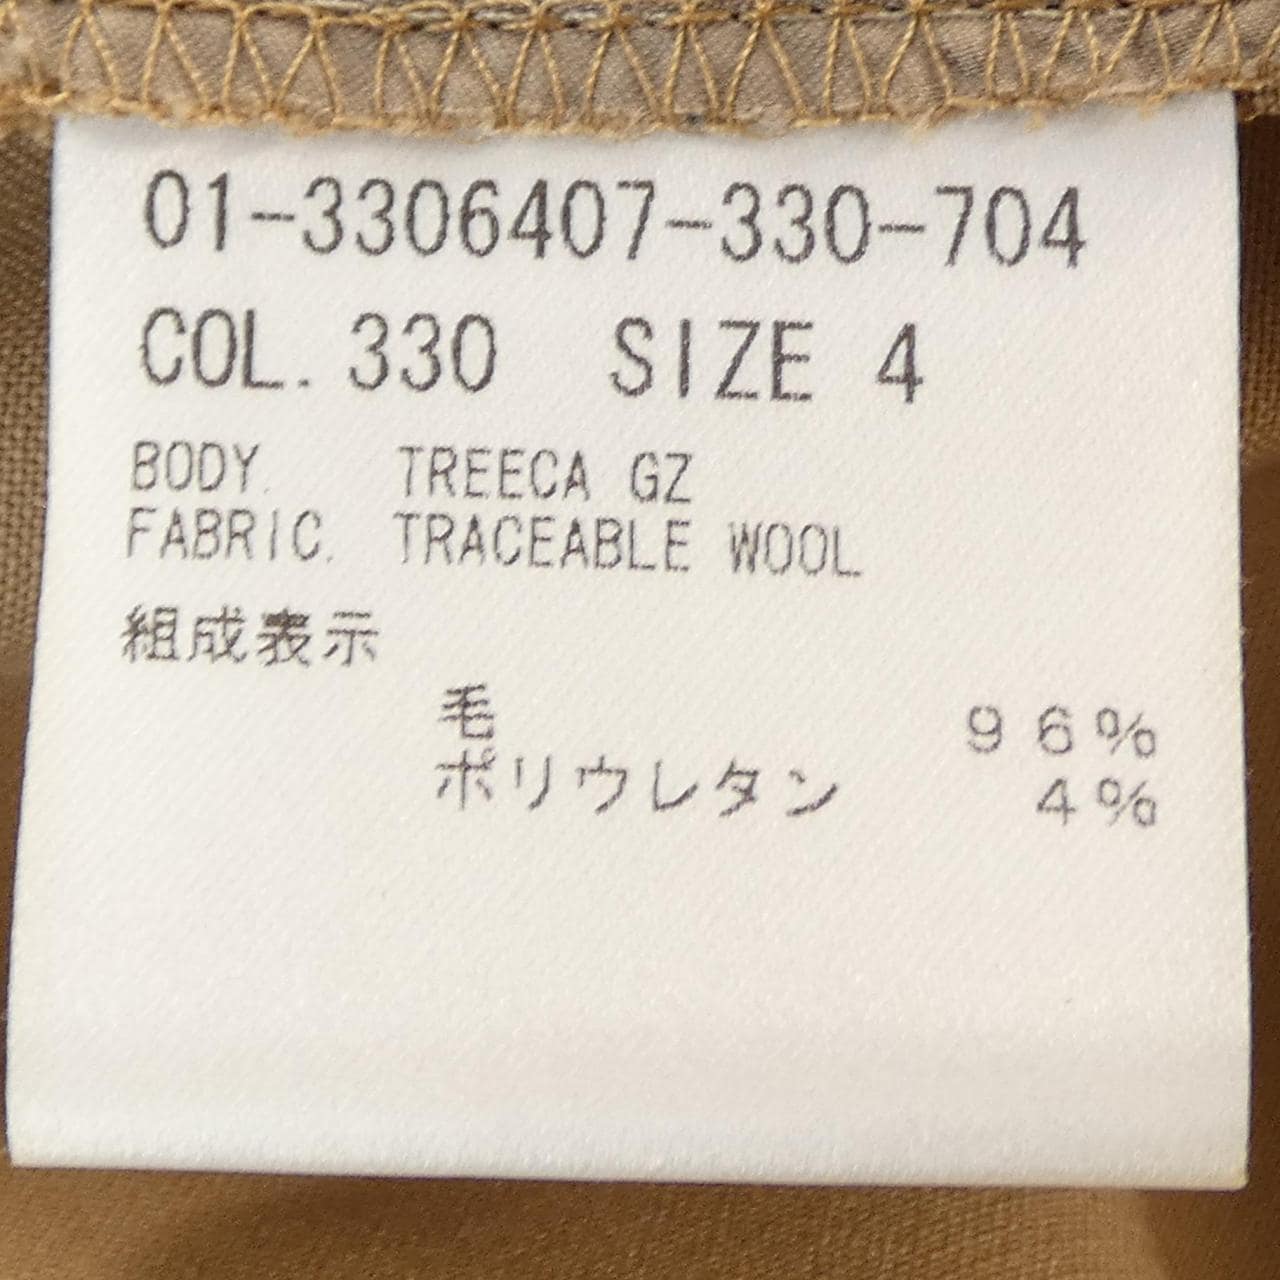 01-3306407-330-704
COL.330 SIZE 4
BODY. TREECA GZ
FABRIC. TRACEABLE WOOL
組成表示
毛 96%
ポリウレタン 4%